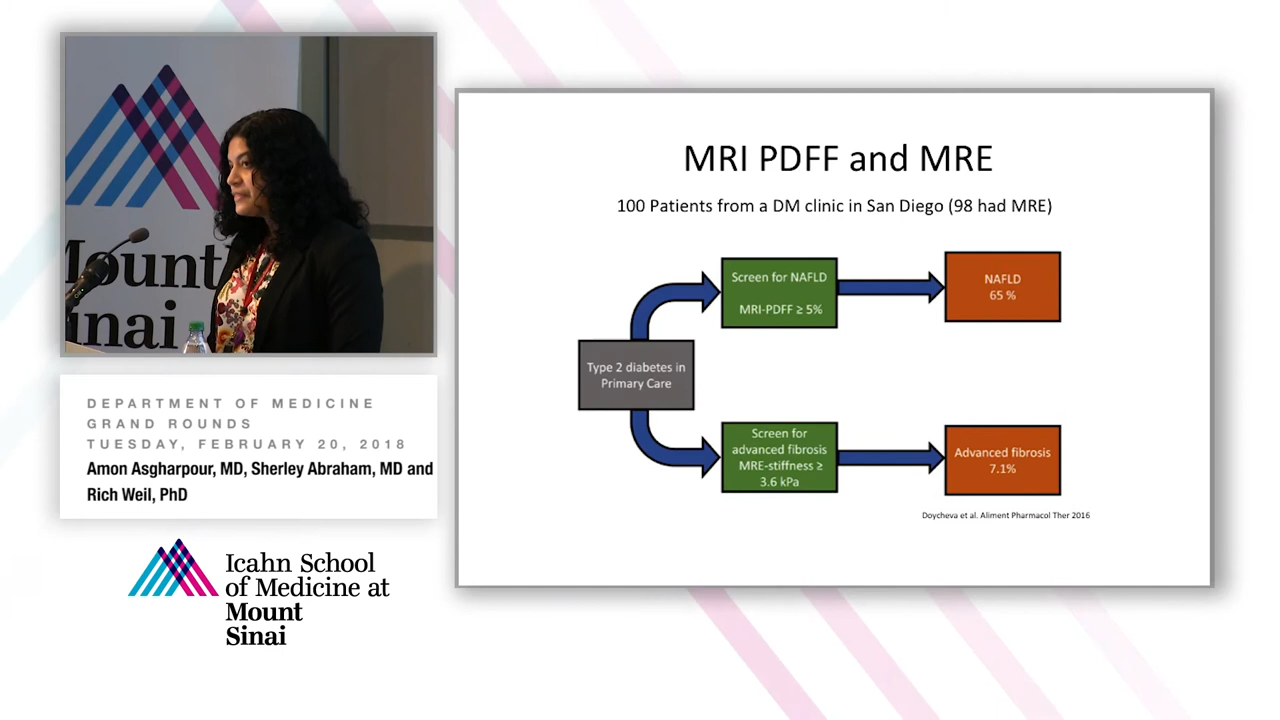 Mount
Sinai
DEPARTMENT OF MEDICINE
GRAND ROUNDS
TUESDAY, FEBRUARY 20, 2018
Amon Asgharpour, MD, Sherley Abraham, MD and
Rich Weil, PhD
Icahn School
of Medicine at
Mount
Sinai
MRI PDFF and MRE
100 Patients from a DM clinic in San Diego (98 had MRE)
Type 2 diabetes in
Primary Care
Screen for NAFLD
MRI-PDFF ≥ 5%
NAFLD
65 %
Screen for
advanced fibrosis
MRE-stiffness ≥
3.6 kPa
Advanced fibrosis
7.1%
Doycheva et al. Aliment Pharmacol Ther 2016